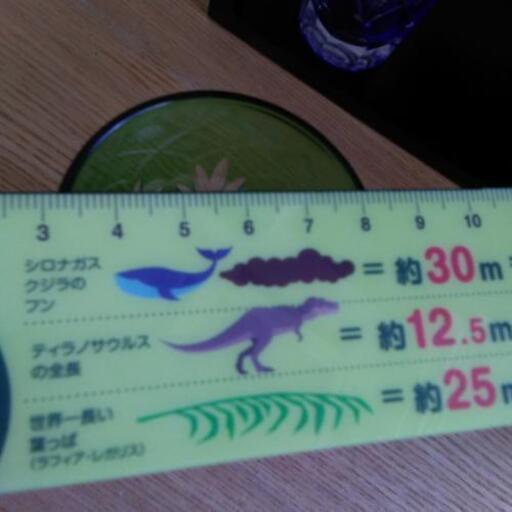 3 4 5 6 7 8 9 10
シロナガス
クジラの
フン
= 約30m
ティラノサウルス
の全長
= 約12.5m
世界一長い
葉っぱ
(ラフィア・レガリス)
= 約25m